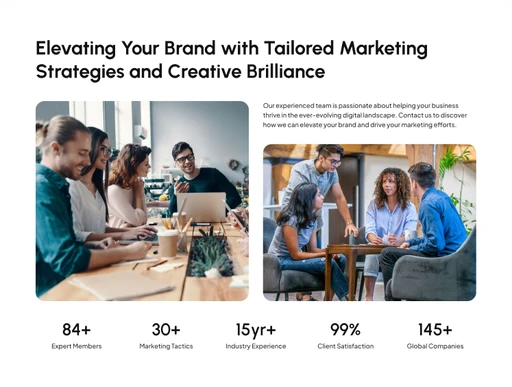 Elevating Your Brand with Tailored Marketing
Strategies and Creative Brilliance
Our experienced team is passionate about helping your business
thrive in the ever-evolving digital landscape. Contact us to discover
how we can elevate your brand and drive your marketing efforts.
84+
Expert Members
30+
Marketing Tactics
15yr+
Industry Experience
99%
Client Satisfaction
145+
Global Companies